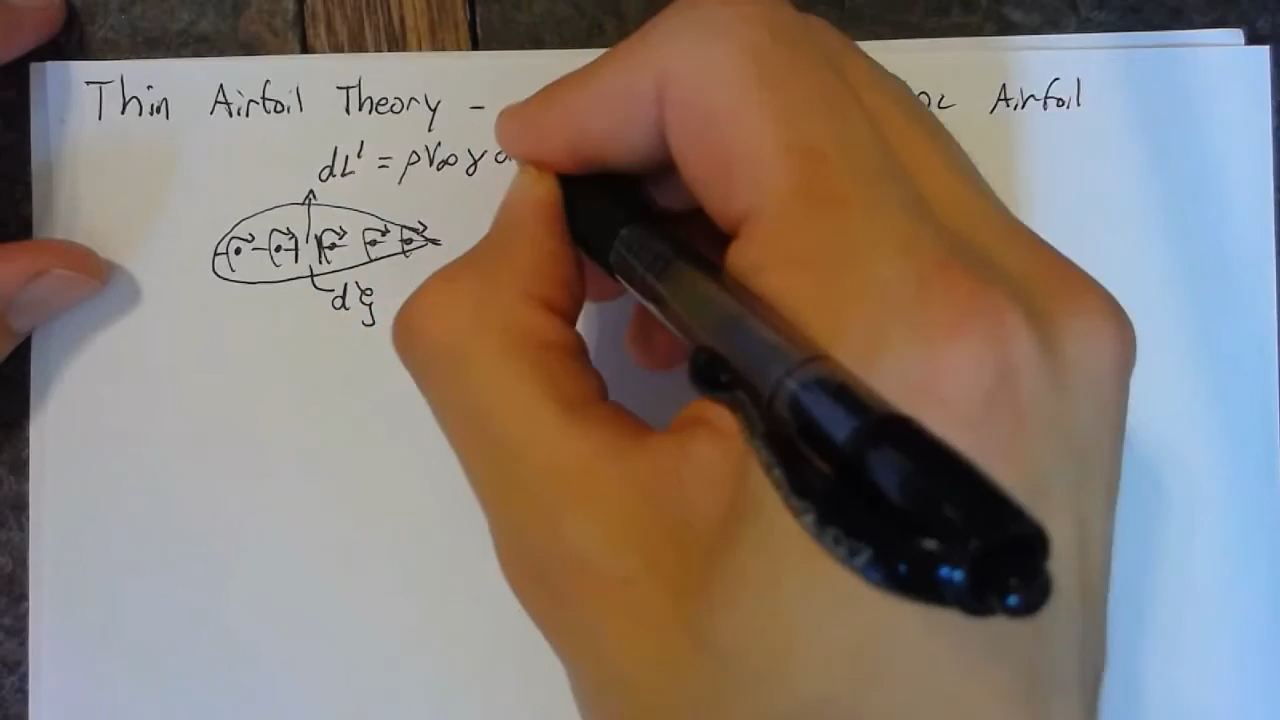 Thin Airfoil Theory - Airfoil
dL' = ρV∞γ
dξ